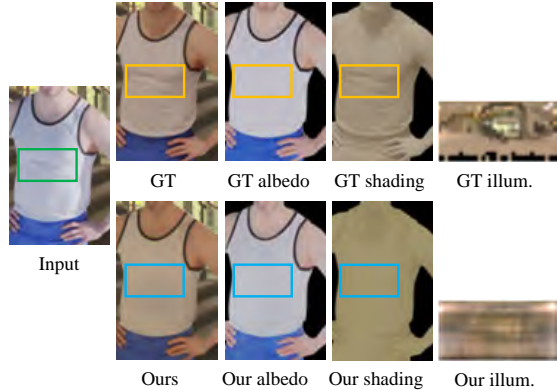 GT
GT albedo
GT shading
GT illum.
Input
Ours
Our albedo
Our shading
Our illum.